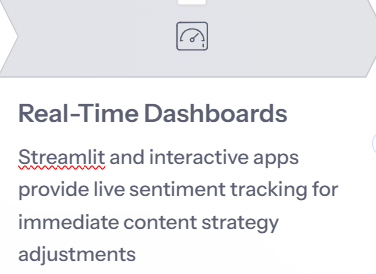 Real-Time Dashboards
Streamlit and interactive apps
provide live sentiment tracking for
immediate content strategy
adjustments